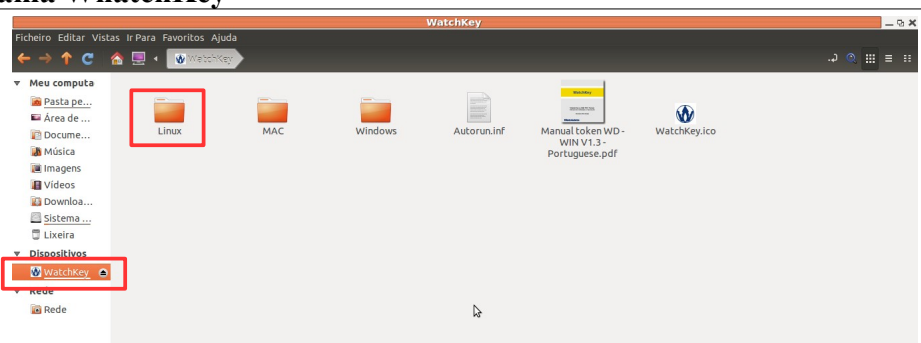 WatchKey
Ficheiro Editar Vistas Ir Para Favoritos Ajuda
WatchKey
Meu computa
Pasta pe...
Área de ...
Docume...
Música
Imagens
Vídeos
Downloa...
Sistema ...
Lixeira
Dispositivos
WatchKey
Rede
Rede
Linux
MAC
Windows
Autorun.inf
Manual token WD -
WIN V1.3 -
Portuguese.pdf
WatchKey.ico